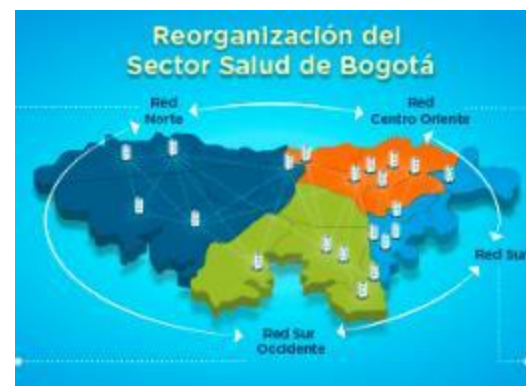 Reorganización del
Sector Salud de Bogotá
Red
Norte
Red
Centro Oriente
Red Sur
Red Sur
Occidente